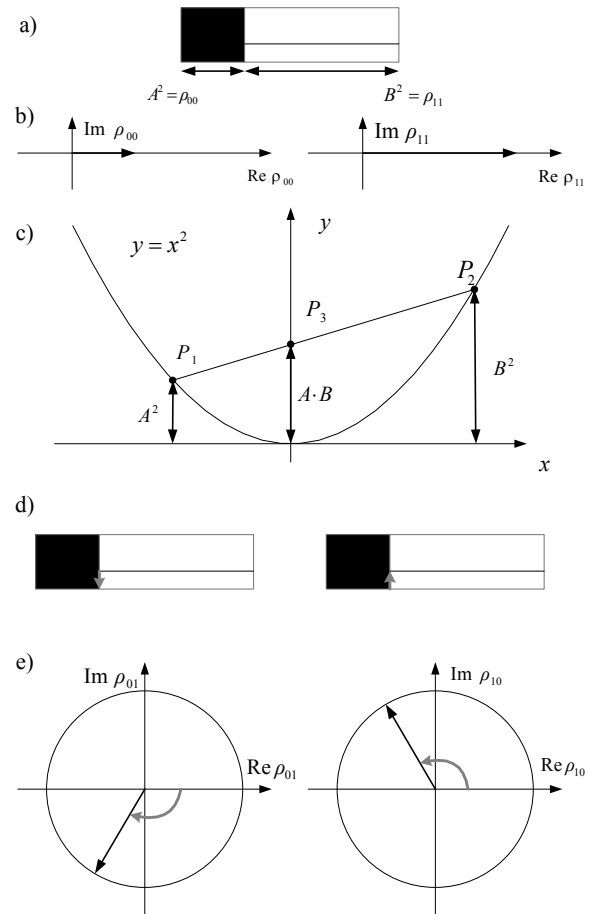 a)
A² = ρ₀₀ B² = ρ₁₁
b)
Im ρ₀₀ Im ρ₁₁
Re ρ₀₀ Re ρ₁₁
c)
y
y = x²
P₂
P₃
P₁
B²
A·B
A²
x
d)
e)
Im ρ₀₁ Im ρ₁₀
Re ρ₀₁ Re ρ₁₀